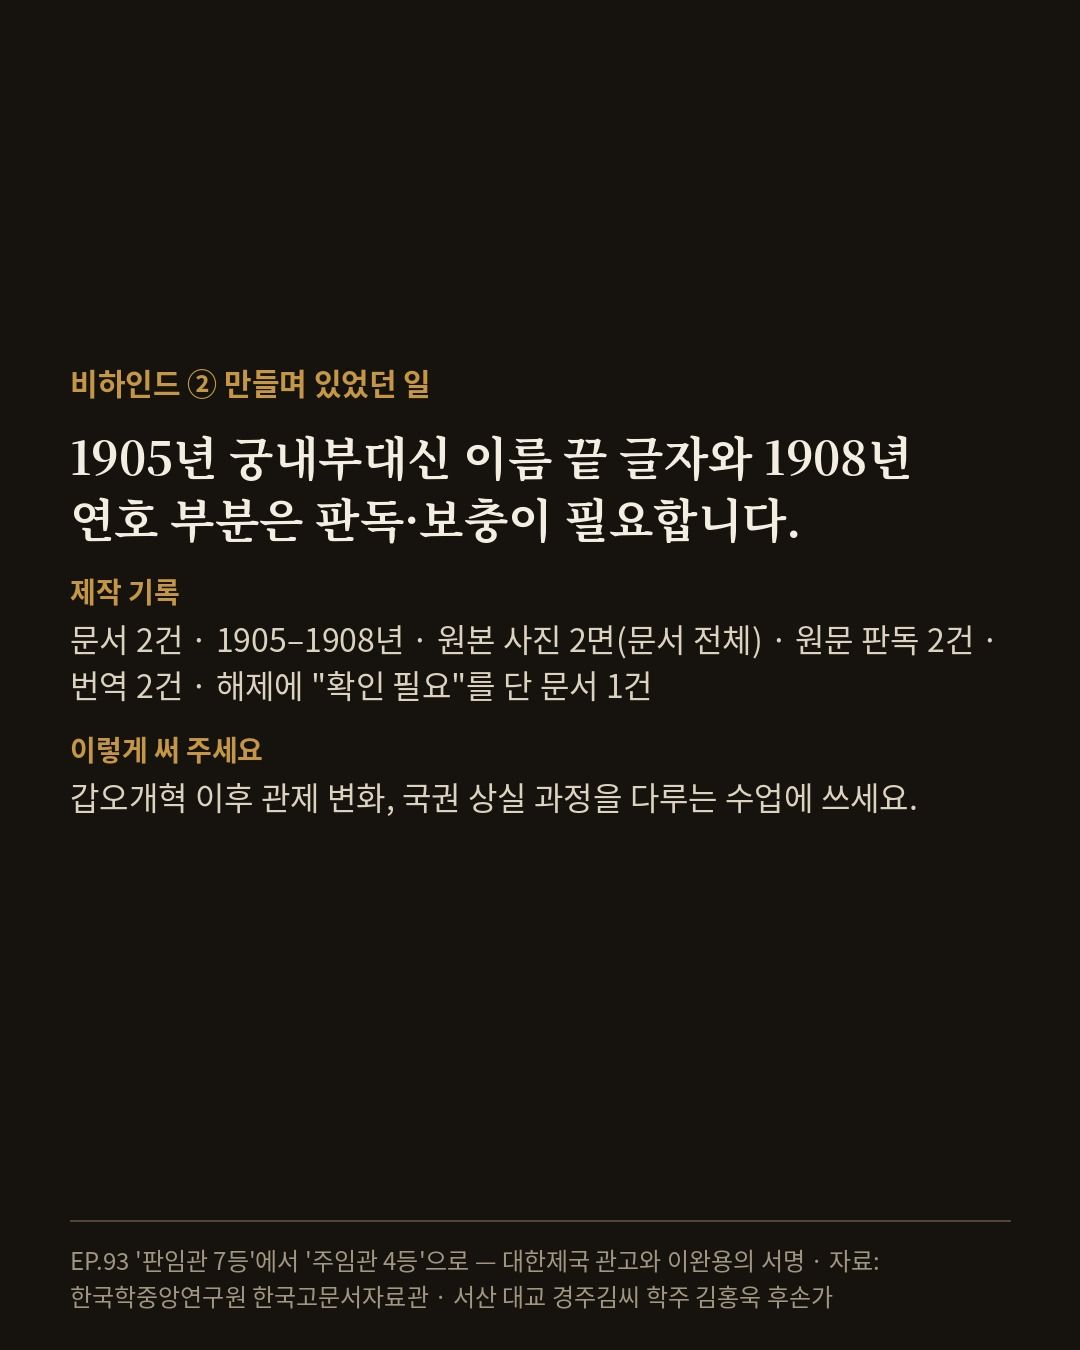 비하인드 ② 만들며 있었던 일
1905년 궁내부대신 이름 끝 글자와 1908년
연호 부분은 판독·보충이 필요합니다.
제작 기록
문서 2건 · 1905–1908년 · 원본 사진 2면(문서 전체) · 원문 판독 2건 ·
번역 2건 · 해제에 "확인 필요"를 단 문서 1건
이렇게 써 주세요
갑오개혁 이후 관제 변화, 국권 상실 과정을 다루는 수업에 쓰세요.
EP.93 '판임관 7등'에서 '주임관 4등'으로 — 대한제국 관고와 이완용의 서명 · 자료:
한국학중앙연구원 한국고문서자료관 · 서산 대교 경주김씨 학주 김홍욱 후손가